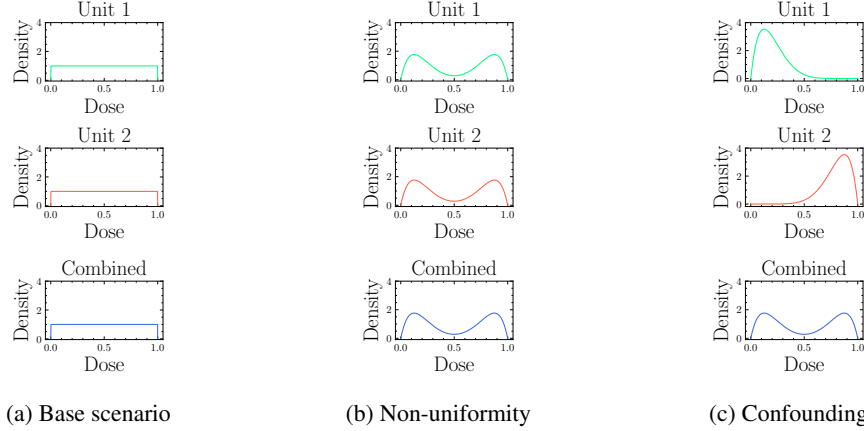 Unit 1
Density
4
2
0
0.0 0.5 1.0
Dose
Unit 2
Density
4
2
0
0.0 0.5 1.0
Dose
Combined
Density
4
2
0
0.0 0.5 1.0
Dose
(a) Base scenario
Unit 1
Density
4
2
0
0.0 0.5 1.0
Dose
Unit 2
Density
4
2
0
0.0 0.5 1.0
Dose
Combined
Density
4
2
0
0.0 0.5 1.0
Dose
(b) Non-uniformity
Unit 1
Density
4
2
0
0.0 0.5 1.0
Dose
Unit 2
Density
4
2
0
0.0 0.5 1.0
Dose
Combined
Density
4
2
0
0.0 0.5 1.0
Dose
(c) Confounding